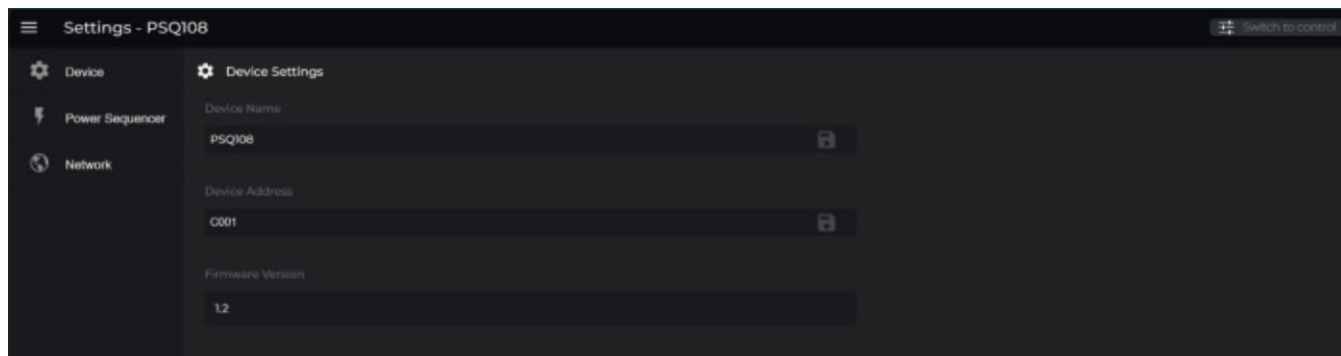 Settings - PSQ108
Switch to control
Device
Power Sequencer
Network
Device Settings
Device Name
PSQ108
Device Address
C001
Firmware Version
1.2